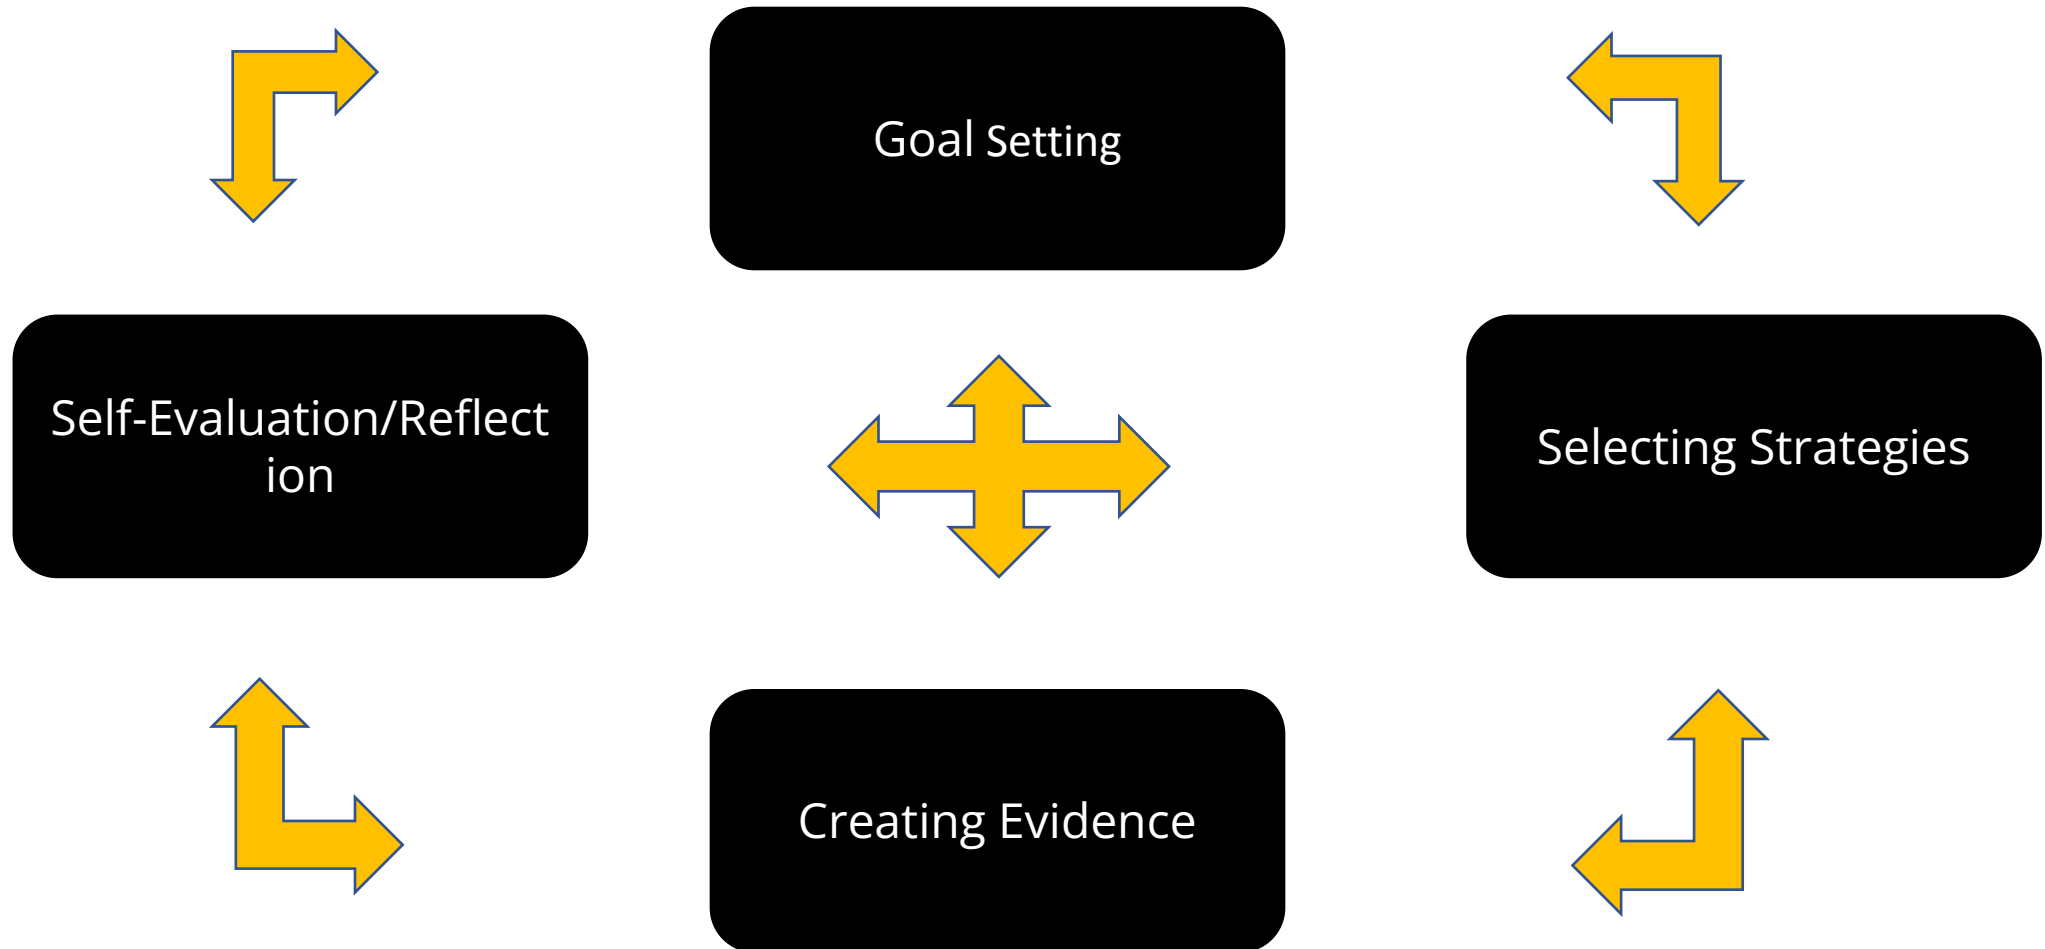 Goal Setting
Self-Evaluation/Reflect
ion
Selecting Strategies
Creating Evidence